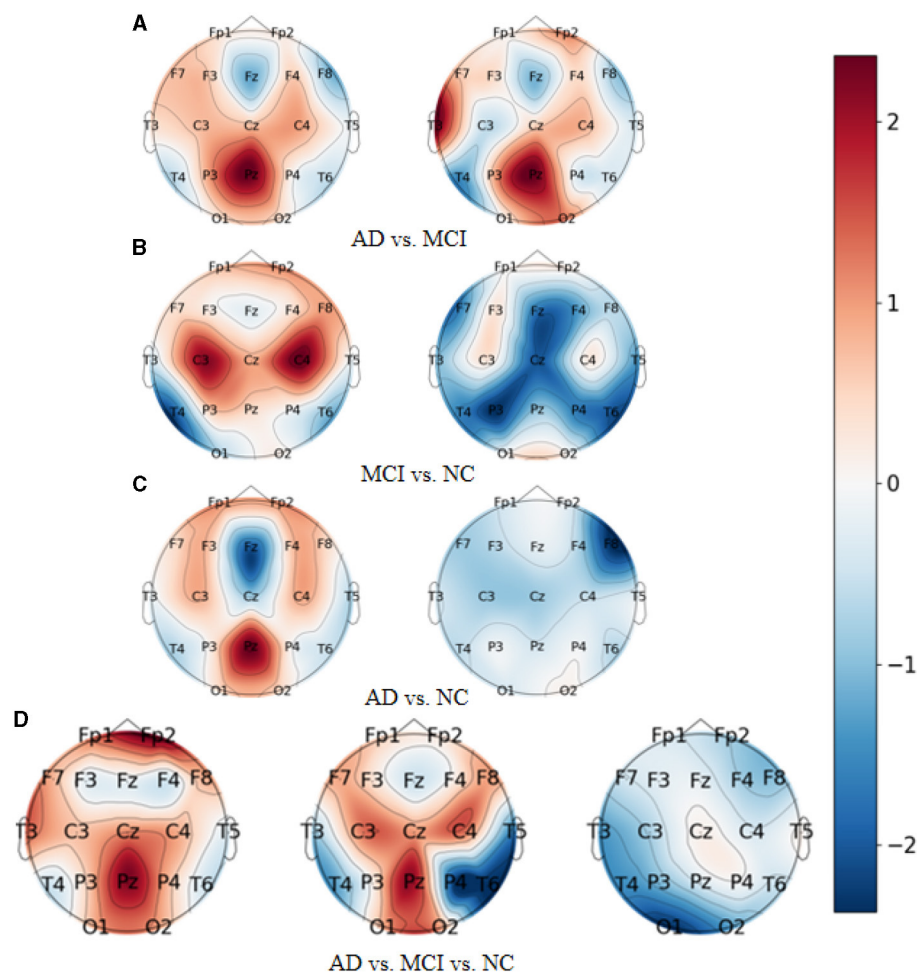 A
Fp1 Fp2 Fp1 Fp2
F7 F3 Fz F4 F8 F7 F3 Fz F4 F8
T3 C3 Cz C4 T5 T3 C3 Cz C4 T5
T4 P3 Pz P4 T6 T4 P3 Pz P4 T6
O1 O2 O1 O2
AD vs. MCI
B
Fp1 Fp2 Fp1 Fp2
F7 F3 Fz F4 F8 F7 F3 Fz F4 F8
T3 C3 Cz C4 T5 T3 C3 Cz C4 T5
T4 P3 Pz P4 T6 T4 P3 Pz P4 T6
O1 O2 O1 O2
MCI vs. NC
C
Fp1 Fp2 Fp1 Fp2
F7 F3 Fz F4 F8 F7 F3 Fz F4 F8
T3 C3 Cz C4 T5 T3 C3 Cz C4 T5
T4 P3 Pz P4 T6 T4 P3 Pz P4 T6
O1 O2 O1 O2
AD vs. NC
D
Fp1 Fp2 Fp1 Fp2 Fp1 Fp2
F7 F3 Fz F4 F8 F7 F3 Fz F4 F8 F7 F3 Fz F4 F8
T3 C3 Cz C4 T5 T3 C3 Cz C4 T5 T3 C3 Cz C4 T5
T4 P3 Pz P4 T6 T4 P3 Pz P4 T6 T4 P3 Pz P4 T6
O1 O2 O1 O2 O1 O2
AD vs. MCI vs. NC
2
1
0
−1
−2